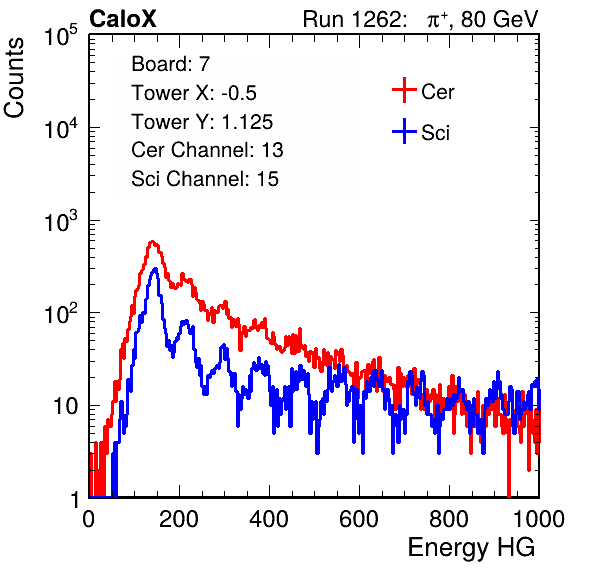 CaloX Run 1262: π⁺, 80 GeV
Counts
Board: 7
Tower X: -0.5
Tower Y: 1.125
Cer Channel: 13
Sci Channel: 15
Cer
Sci
10⁵
10⁴
10³
10²
10
1
0 200 400 600 800 1000
Energy HG